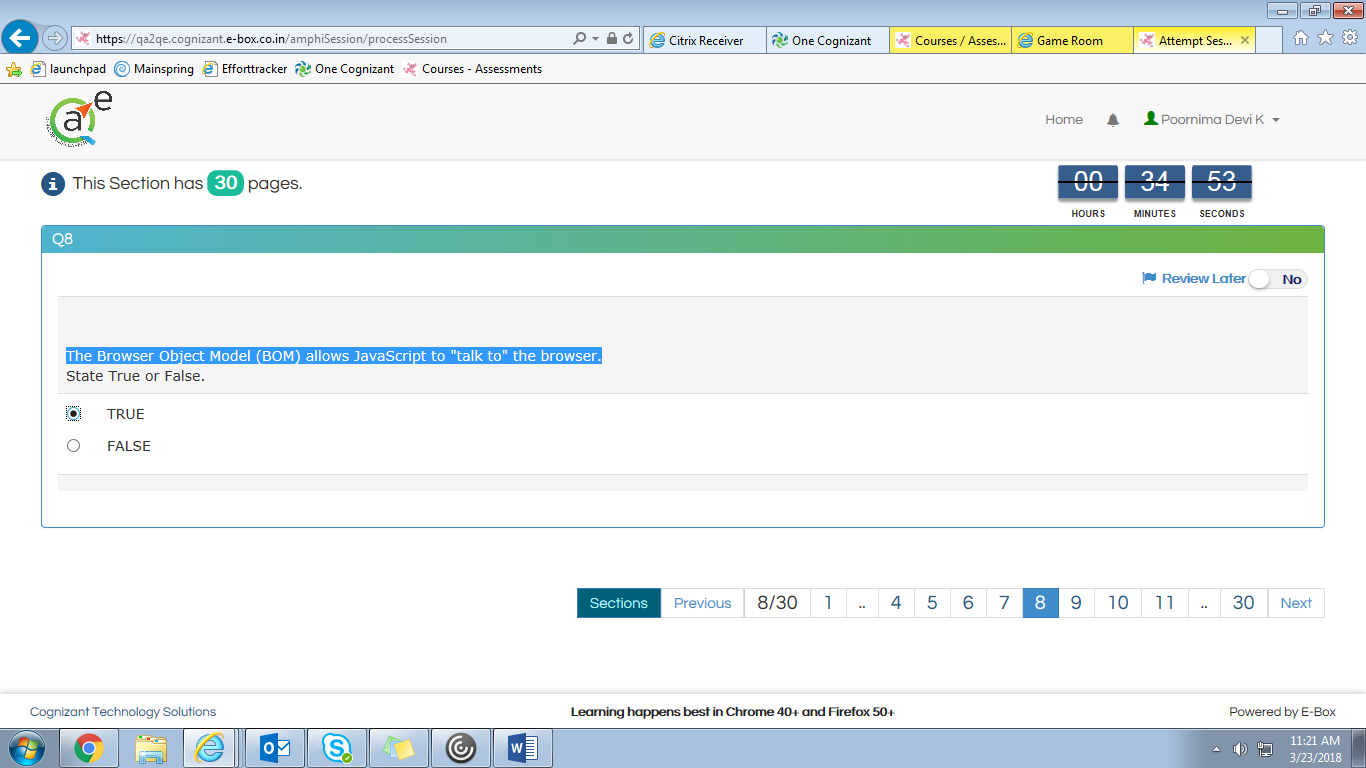 https://qa2qe.cognizant.e-box.co.in/amphiSession/processSession
Citrix Receiver
One Cognizant
Courses / Asses...
Game Room
Attempt Ses...
launchpad
Mainspring
Efforttracker
One Cognizant
Courses - Assessments
a e
Home
Poornima Devi K
This Section has 30 pages.
00 34 53
HOURS MINUTES SECONDS
Q8
Review Later No
The Browser Object Model (BOM) allows JavaScript to "talk to" the browser.
State True or False.
TRUE
FALSE
Sections Previous 8/30 1 .. 4 5 6 7 8 9 10 11 .. 30 Next
Cognizant Technology Solutions
Learning happens best in Chrome 40+ and Firefox 50+
Powered by E-Box
11:21 AM
3/23/2018